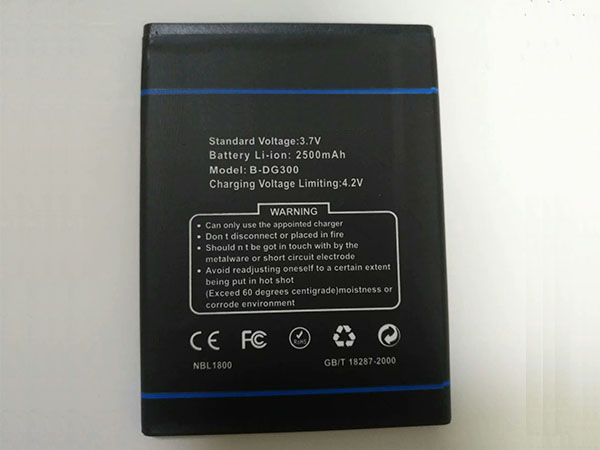 Standard Voltage:3.7V
Battery Li-ion: 2500mAh
Model: B-DG300
Charging Voltage Limiting:4.2V
WARNING
• Can only use the appointed charger
• Don t disconnect or placed in fire
• Should n t be got in touch with by the
metalware or short circuit electrode
• Avoid readjusting oneself to a certain extent
being put in hot shot
(Exceed 60 degrees centigrade)moistness or
corrode environment
CE FC RoHS
NBL1800 GB/T 18287-2000